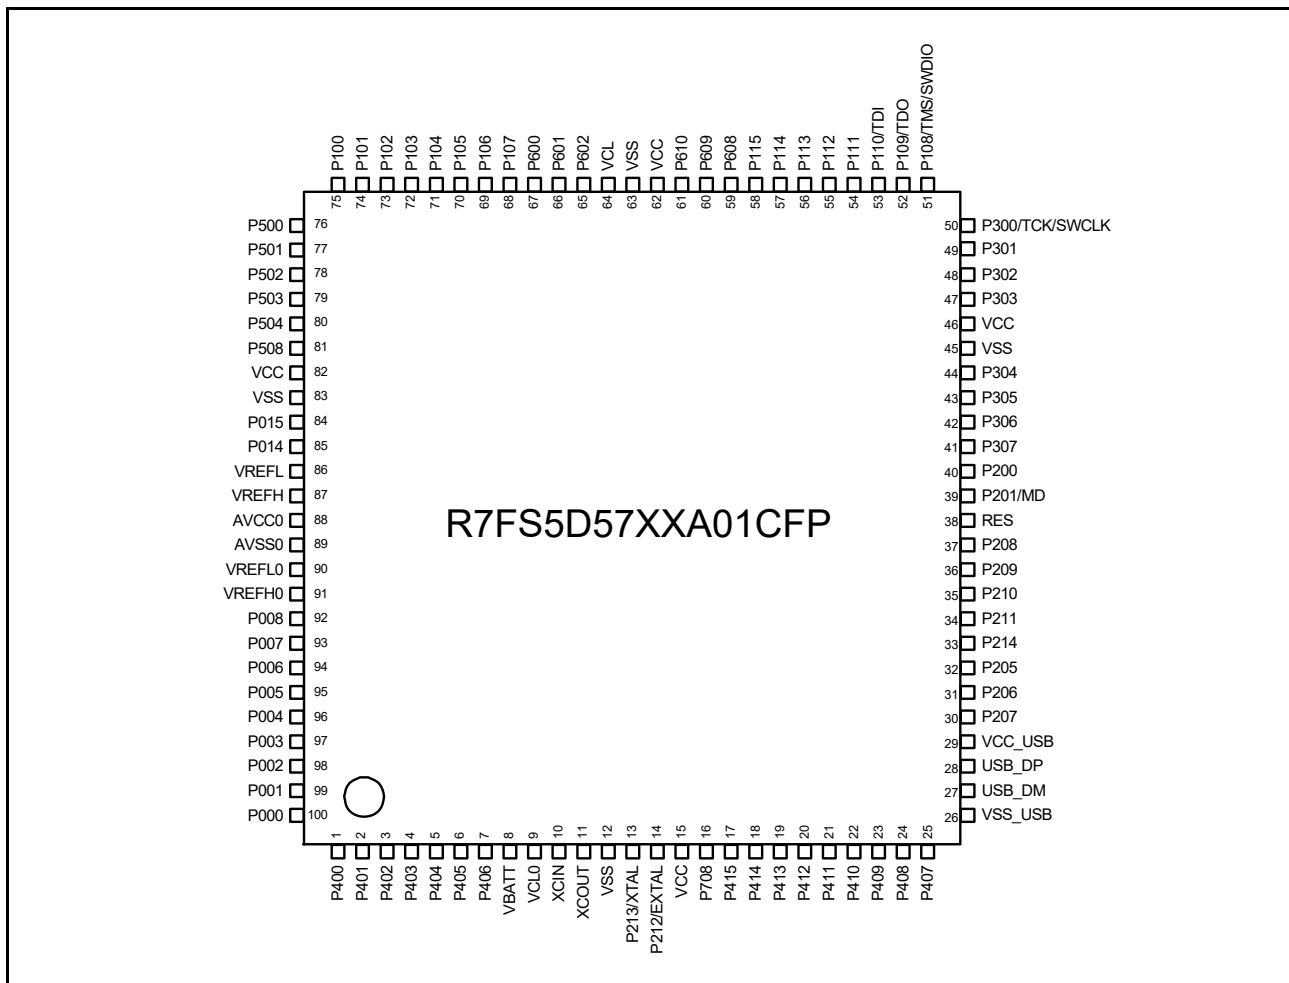 P100
P101
P102
P103
P104
P105
P106
P107
P600
P601
P602
VCL
VSS
VCC
P610
P609
P608
P115
P114
P113
P112
P111
P110/TDI
P109/TDO
P108/TMS/SWDIO
75
74
73
72
71
70
69
68
67
66
65
64
63
62
61
60
59
58
57
56
55
54
53
52
51
P500 76
P501 77
P502 78
P503 79
P504 80
P508 81
VCC 82
VSS 83
P015 84
P014 85
VREFL 86
VREFH 87
AVCC0 88
AVSS0 89
VREFL0 90
VREFH0 91
P008 92
P007 93
P006 94
P005 95
P004 96
P003 97
P002 98
P001 99
P000 100
R7FS5D57XXA01CFP
50 P300/TCK/SWCLK
49 P301
48 P302
47 P303
46 VCC
45 VSS
44 P304
43 P305
42 P306
41 P307
40 P200
39 P201/MD
38 RES
37 P208
36 P209
35 P210
34 P211
33 P214
32 P205
31 P206
30 P207
29 VCC_USB
28 USB_DP
27 USB_DM
26 VSS_USB
1
2
3
4
5
6
7
8
9
10
11
12
13
14
15
16
17
18
19
20
21
22
23
24
25
P400
P401
P402
P403
P404
P405
P406
VBATT
VCL0
XCIN
XCOUT
VSS
P213/XTAL
P212/EXTAL
VCC
P708
P415
P414
P413
P412
P411
P410
P409
P408
P407